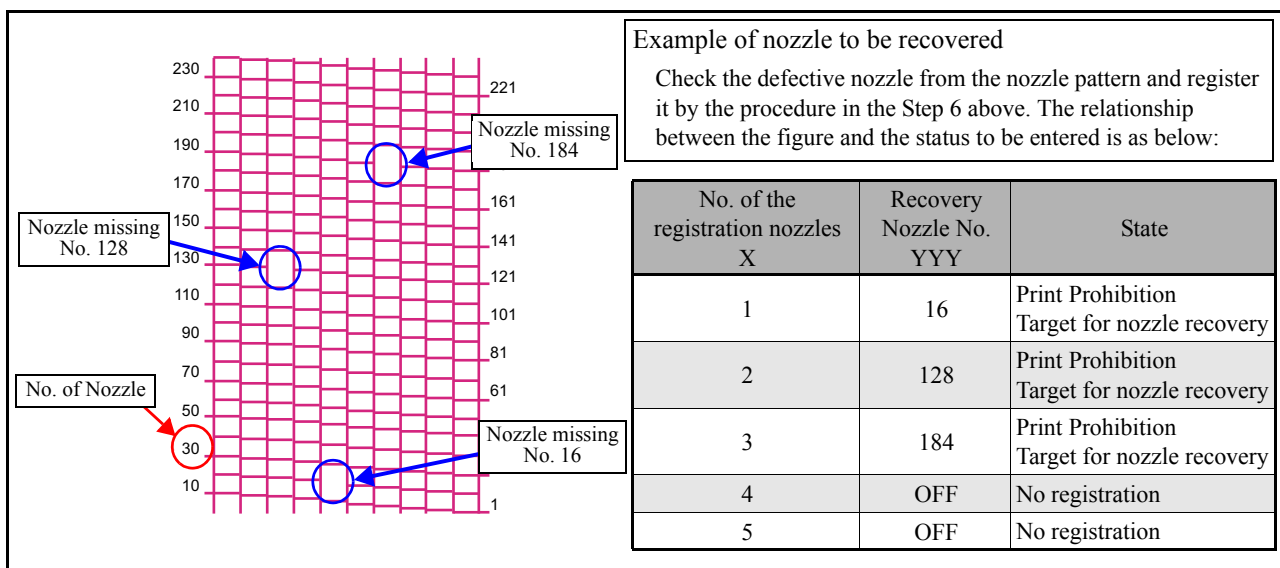 230
210
190
170
150
130
110
90
70
50
30
10
221
161
141
121
101
81
61
1
Nozzle missing
No. 184
Nozzle missing
No. 128
No. of Nozzle
Nozzle missing
No. 16
Example of nozzle to be recovered
Check the defective nozzle from the nozzle pattern and register
it by the procedure in the Step 6 above. The relationship
between the figure and the status to be entered is as below:
No. of the
registration nozzles
X
Recovery
Nozzle No.
YYY
State
1
16
Print Prohibition
Target for nozzle recovery
2
128
Print Prohibition
Target for nozzle recovery
3
184
Print Prohibition
Target for nozzle recovery
4
OFF
No registration
5
OFF
No registration